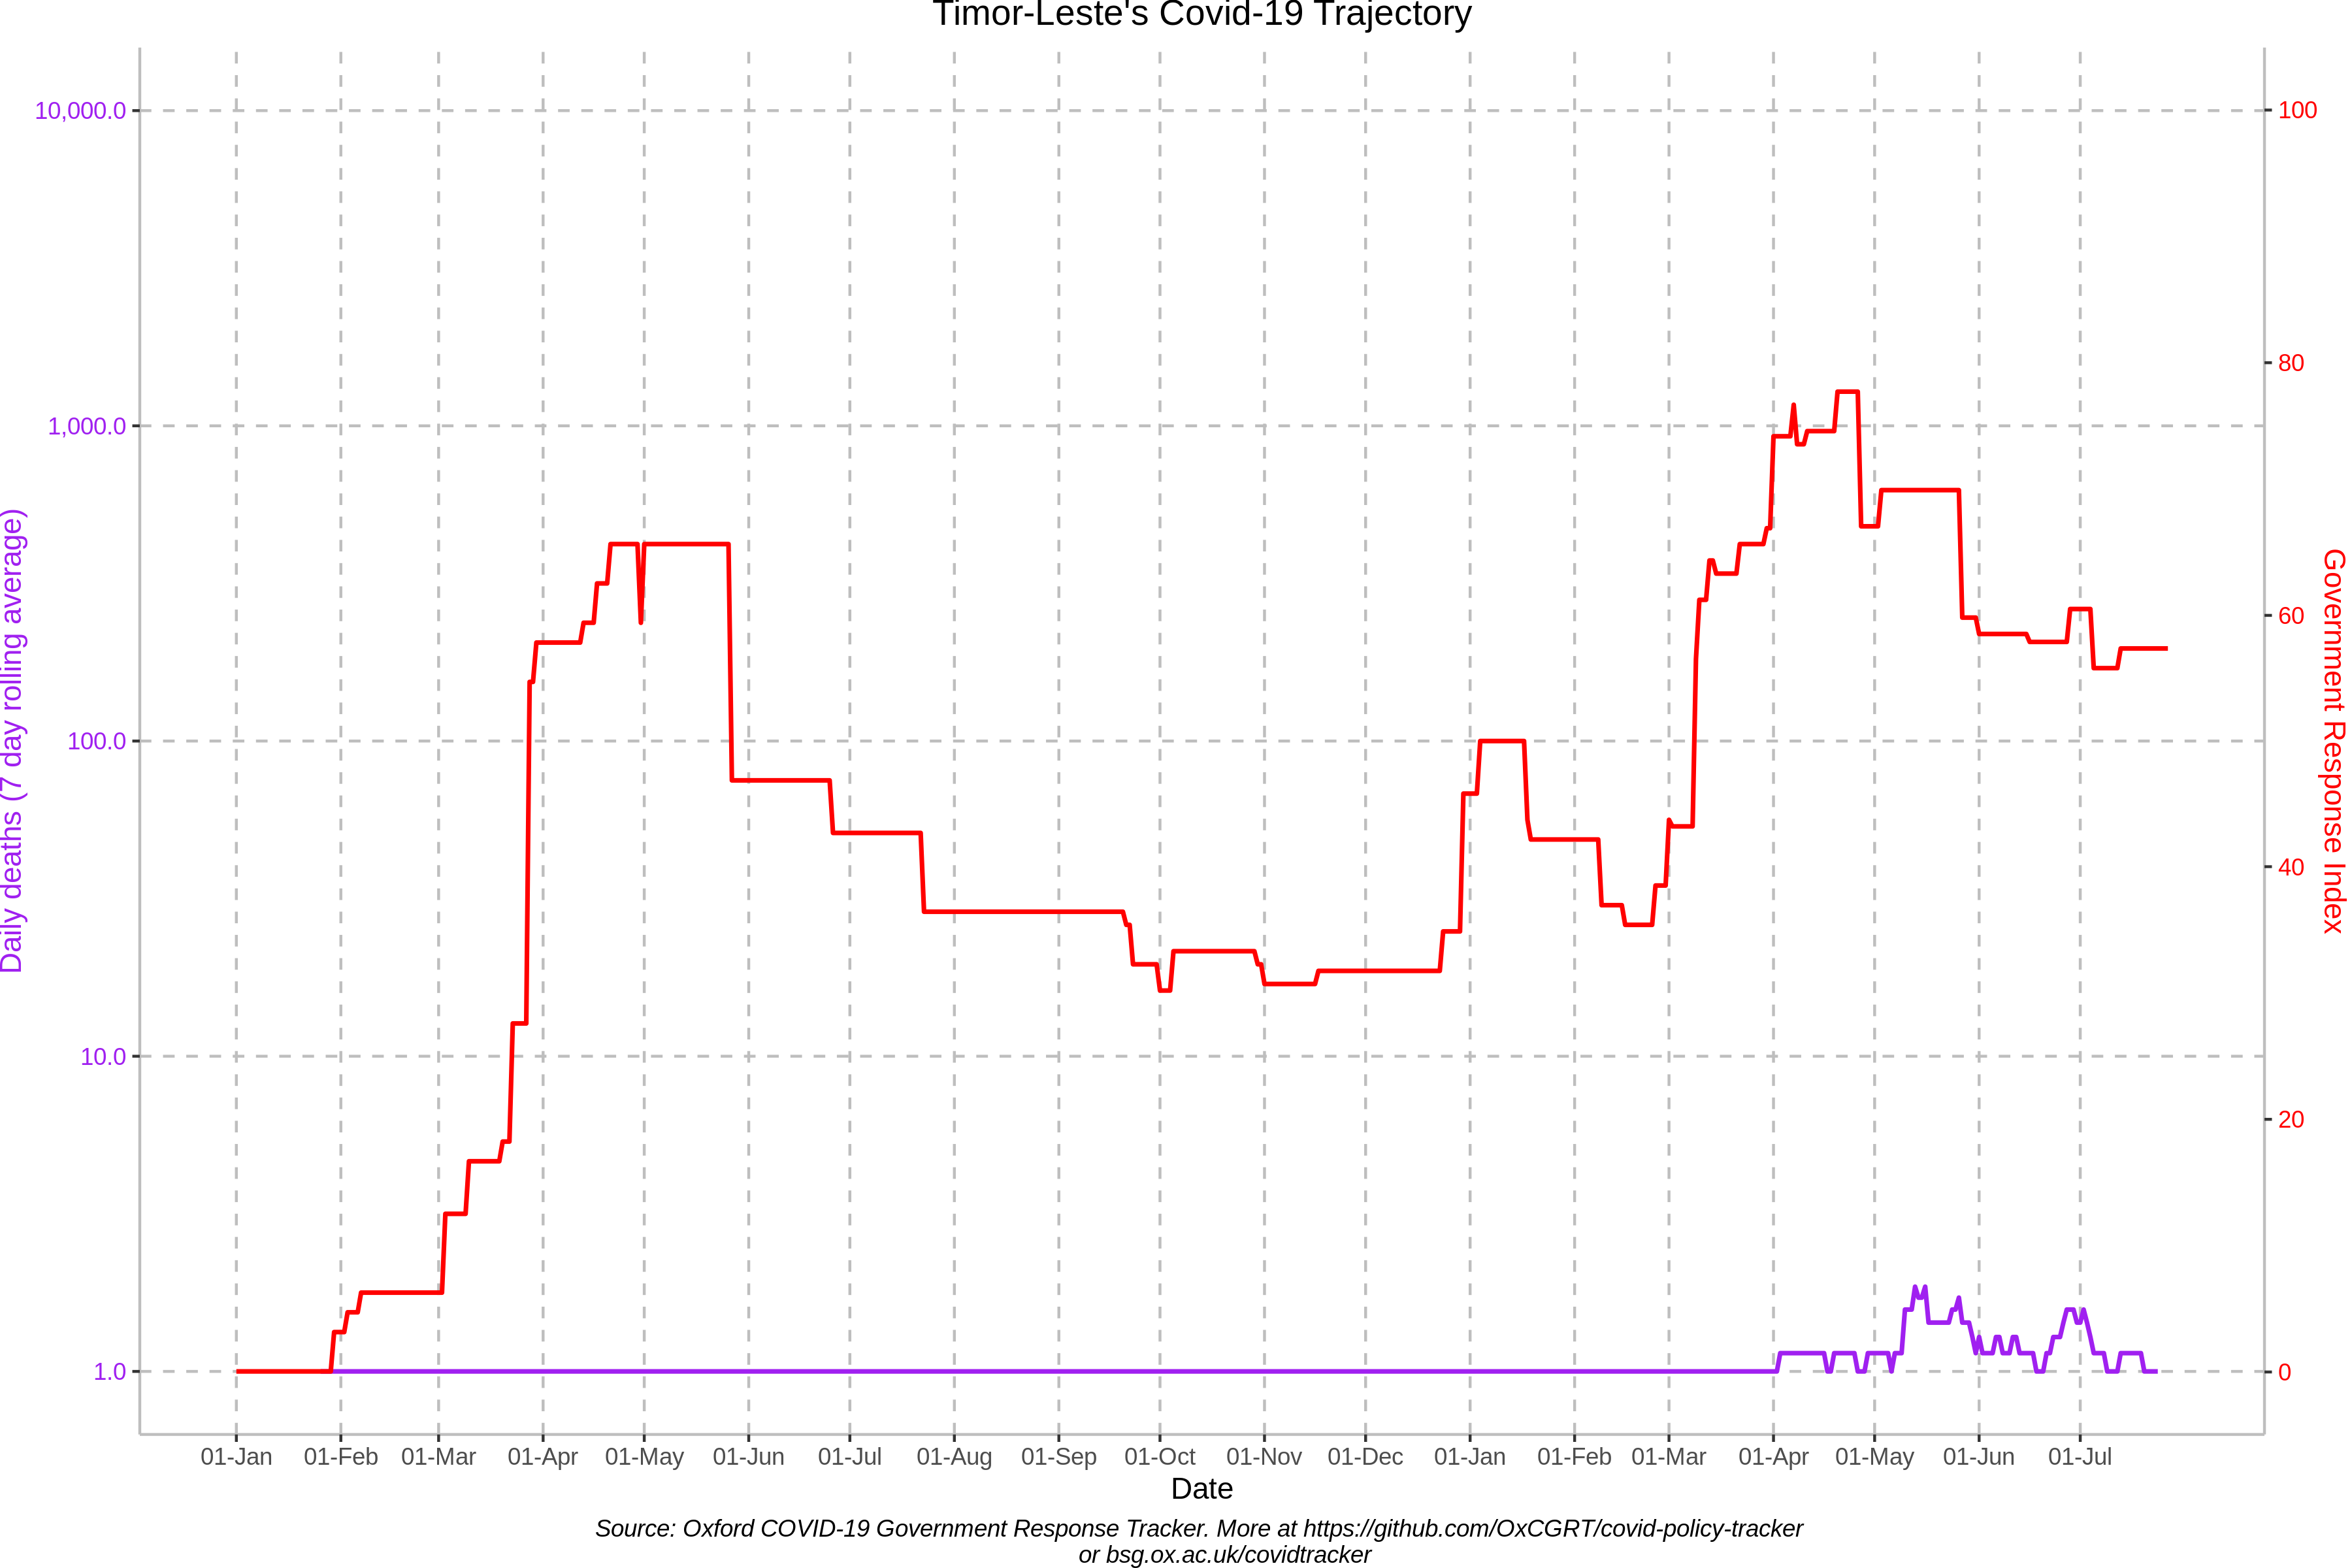 Timor-Leste's Covid-19 Trajectory
10,000.0
1,000.0
100.0
10.0
1.0
Daily deaths (7 day rolling average)
100
80
60
40
20
0
Government Response Index
01-Jan 01-Feb 01-Mar 01-Apr 01-May 01-Jun 01-Jul 01-Aug 01-Sep 01-Oct 01-Nov 01-Dec 01-Jan 01-Feb 01-Mar 01-Apr 01-May 01-Jun 01-Jul
Date
Source: Oxford COVID-19 Government Response Tracker. More at https://github.com/OxCGRT/covid-policy-tracker
or bsg.ox.ac.uk/covidtracker